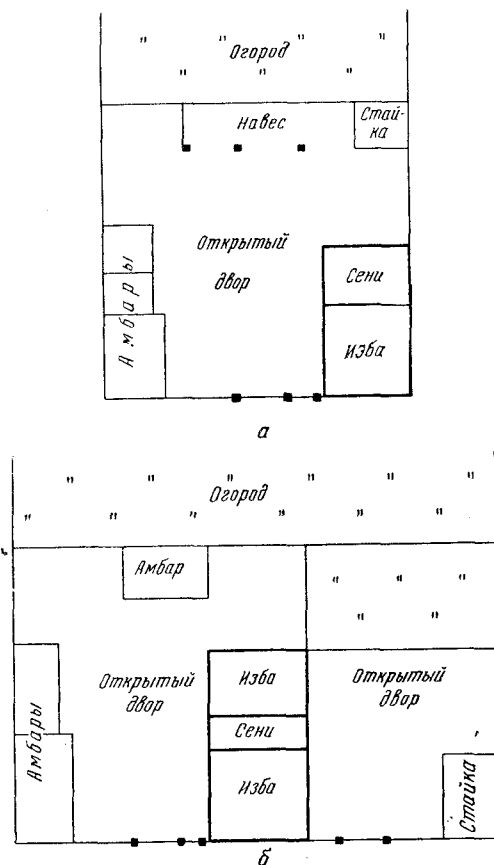 Огород
Навес
Стай-
ка
Открытый
двор
Амбары
Сени
Изба
а
Огород
Амбар
Открытый
двор
Изба
Сени
Изба
Открытый
двор
Амбары
Стайка
б